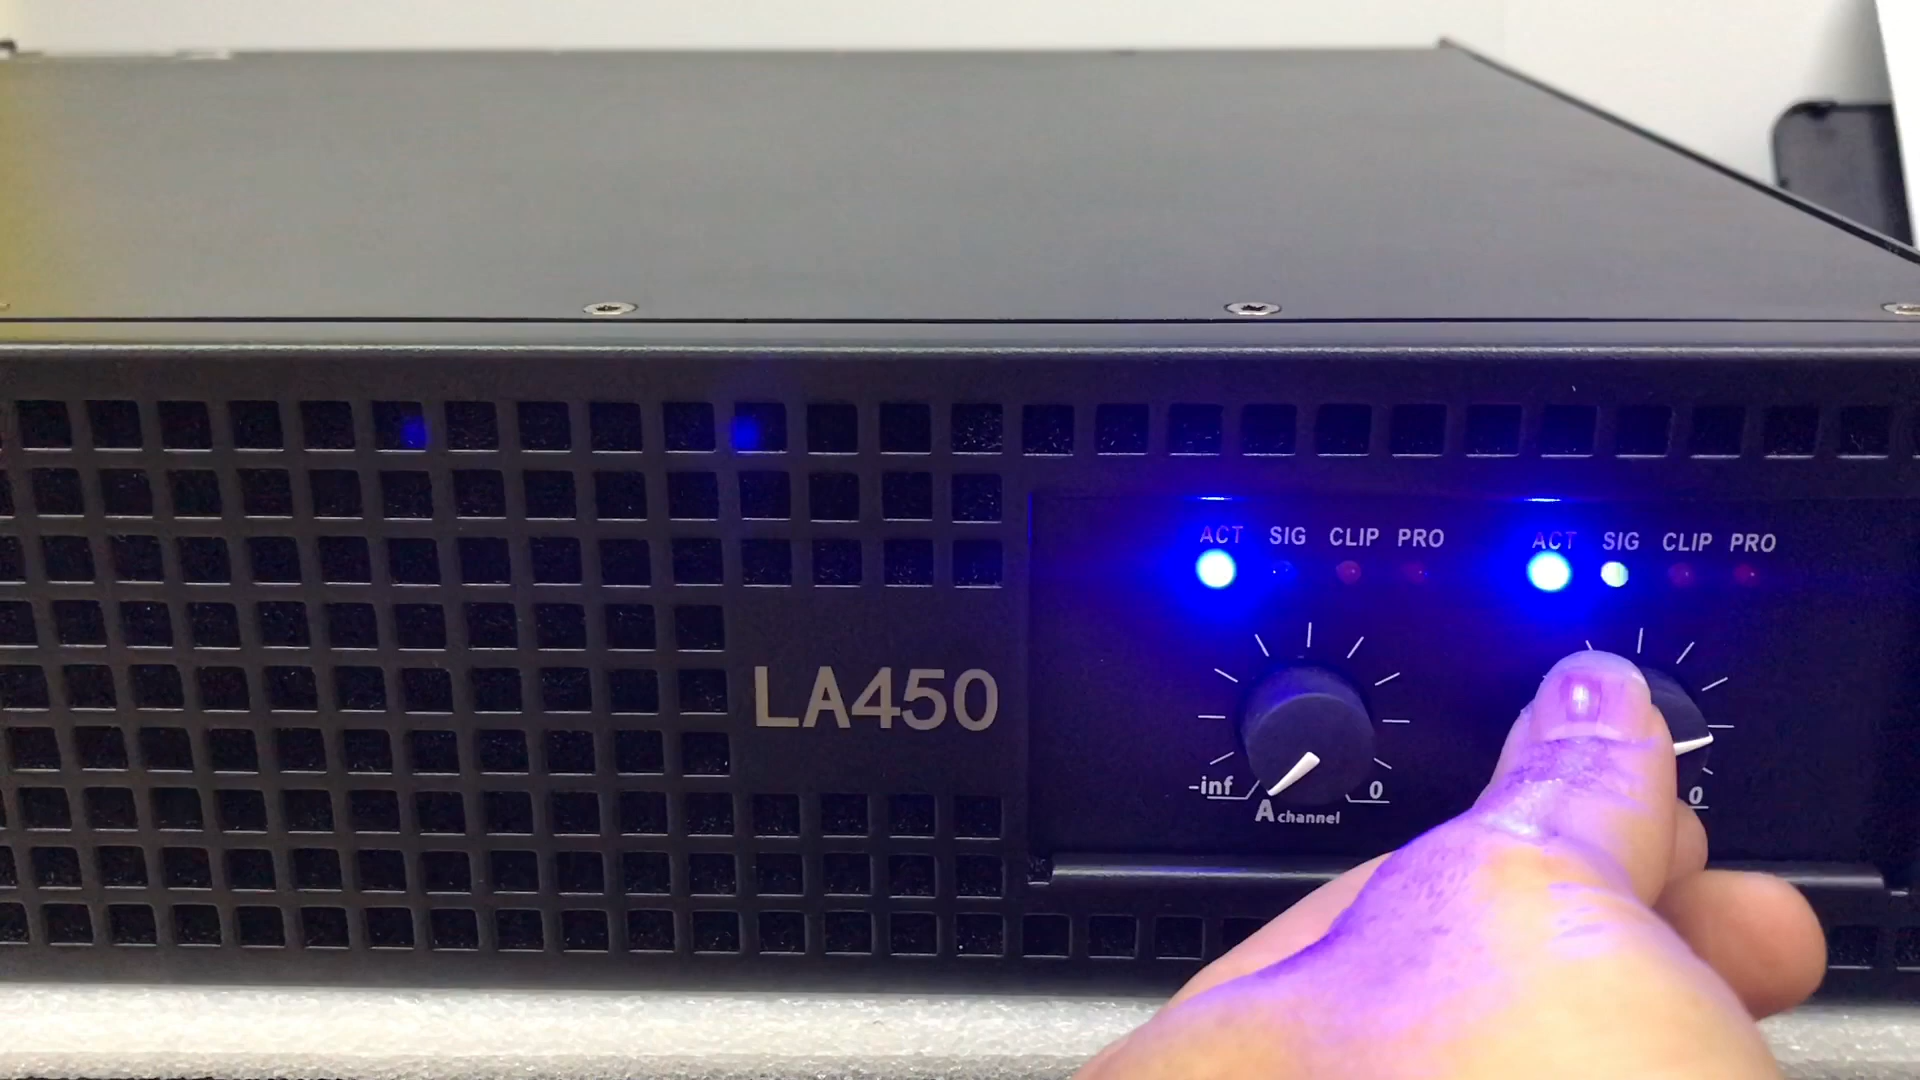 ACT SIG CLIP PRO
ACT SIG CLIP PRO
LA450
-inf 0
A channel
0